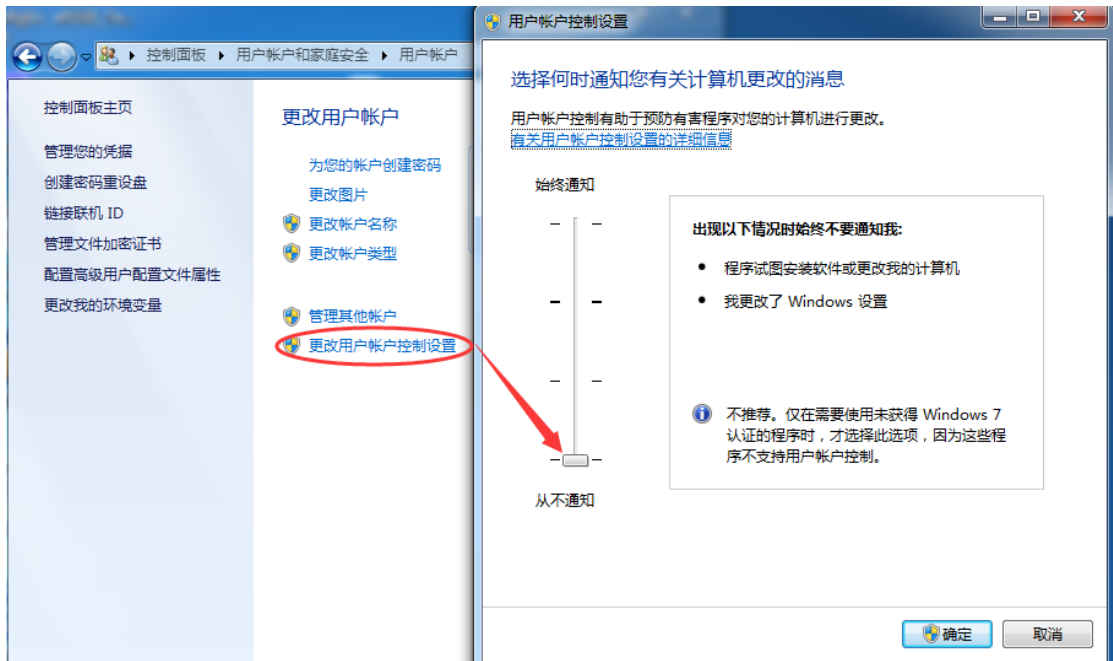 控制面板 ▸ 用户帐户和家庭安全 ▸ 用户帐户
控制面板主页
管理您的凭据
创建密码重设盘
链接联机 ID
管理文件加密证书
配置高级用户配置文件属性
更改我的环境变量
更改用户帐户
为您的帐户创建密码
更改图片
更改帐户名称
更改帐户类型
管理其他帐户
更改用户帐户控制设置
用户帐户控制设置
选择何时通知您有关计算机更改的消息
用户帐户控制有助于预防有害程序对您的计算机进行更改。
有关用户帐户控制设置的详细信息
始终通知
出现以下情况时始终不要通知我:
程序试图安装软件或更改我的计算机
我更改了 Windows 设置
不推荐。仅在需要使用未获得 Windows 7
认证的程序时，才选择此选项，因为这些程
序不支持用户帐户控制。
从不通知
确定
取消